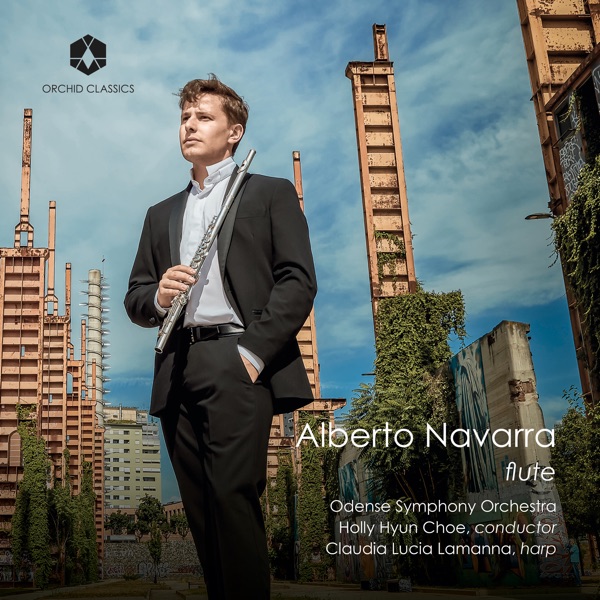 ORCHID CLASSICS
Alberto Navarra
flute
Odense Symphony Orchestra
Holly Hyun Choe, conductor
Claudia Lucia Lamanna, harp